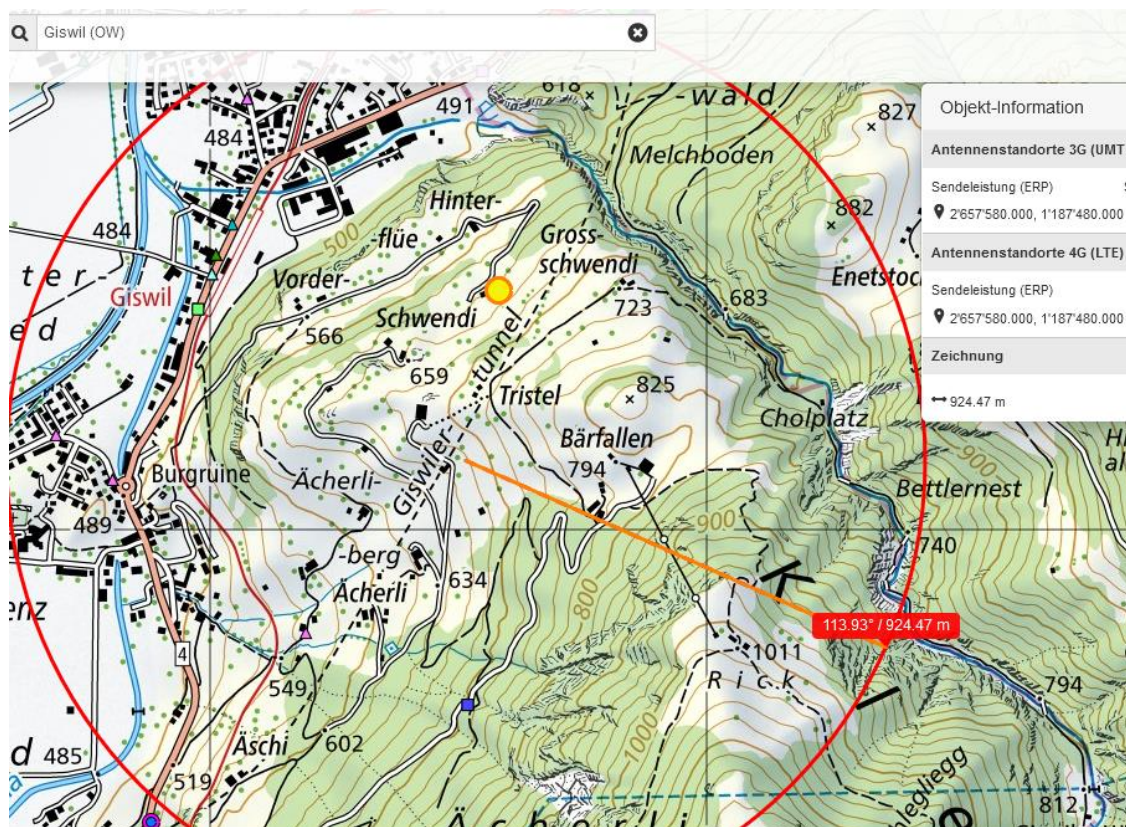 Giswil (OW)
618
-wald
827
Objekt-Information
491
484
Melchboden
Antennenstandorte 3G (UMT
Sendeleistung (ERP)
2'657'580.000, 1'187'480.000
Hinter-
882
-flüe
Gross-
484
500
schwendi
Antennenstandorte 4G (LTE)
ter-
Vorder-
Enetstoc
Giswil
683
Sendeleistung (ERP)
723
Schwendi
2'657'580.000, 1'187'480.000
ed
566
tunnel
Zeichnung
659
825
Tristel
924.47 m
Cholplatz
Bärfallen
Giswiler
Burgruine
Ächerli-
794
900
Bettlernest
489
900
740
-berg
634
800
Ächerli
enz
113.93° / 924.47 m
4
1011
549
Rick
794
Äschi
602
1000
d 485
519
812
Ächerli